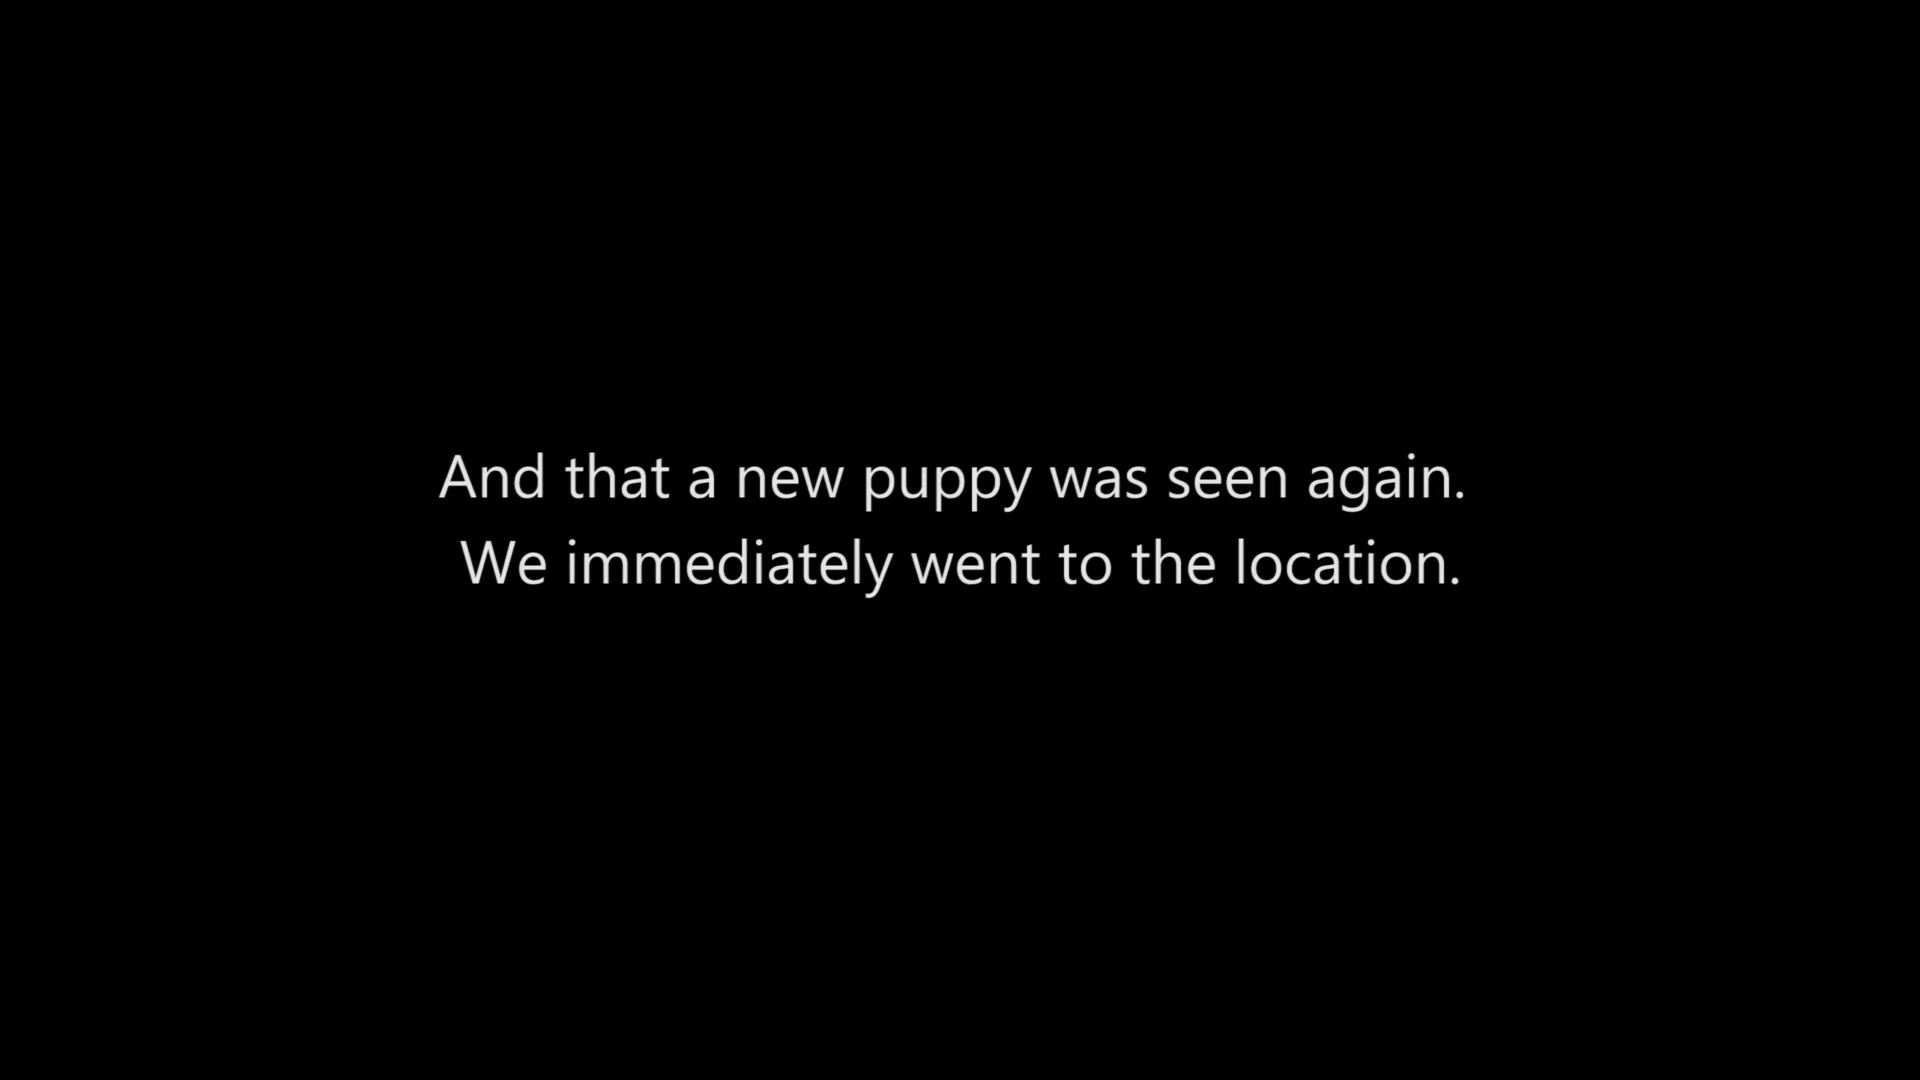 And that a new puppy was seen again.
We immediately went to the location.